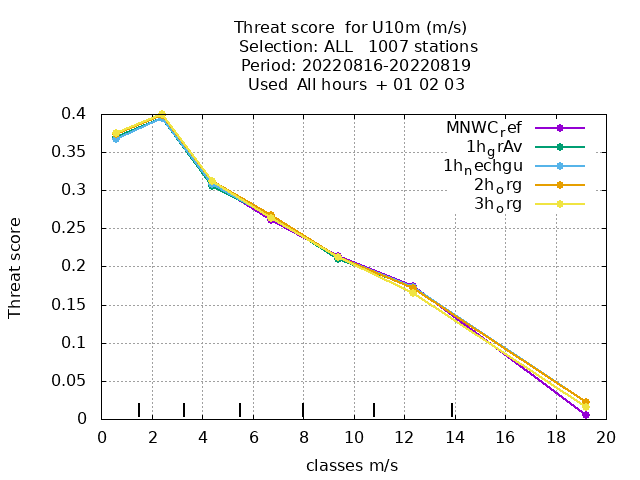 Threat score  for U10m (m/s)
Selection: ALL   1007 stations
Period: 20220816-20220819
Used  All hours  + 01 02 03
MNWC_ref
1h_grAv
1h_nechgu
2h_org
3h_org
Threat score
0.4
0.35
0.3
0.25
0.2
0.15
0.1
0.05
0
0 2 4 6 8 10 12 14 16 18 20
classes m/s